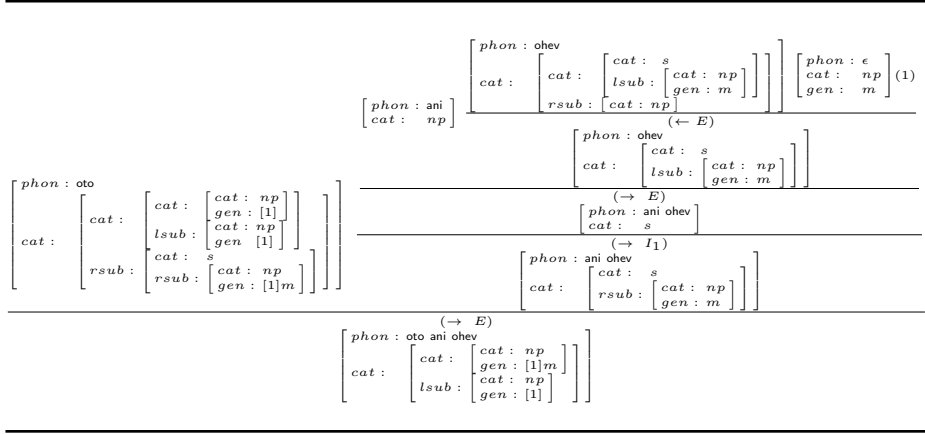 phon : ohev
cat : cat : cat : s
lsub : cat : np
gen : m
rsub : [cat : np]
phon : ϵ
cat : np
gen : m
(1)
phon : ani
cat : np
(← E)
phon : ohev
cat : cat : s
lsub : cat : np
gen : m
(→ E)
phon : ani ohev
cat : s
(→ I1)
phon : ani ohev
cat : cat : s
rsub : cat : np
gen : m
phon : oto
cat : cat : cat : cat : np
gen : [1]
lsub : cat : np
gen [1]
rsub : cat : s
rsub : cat : np
gen : [1]m
(→ E)
phon : oto ani ohev
cat : cat : cat : np
gen : [1]m
lsub : cat : np
gen : [1]